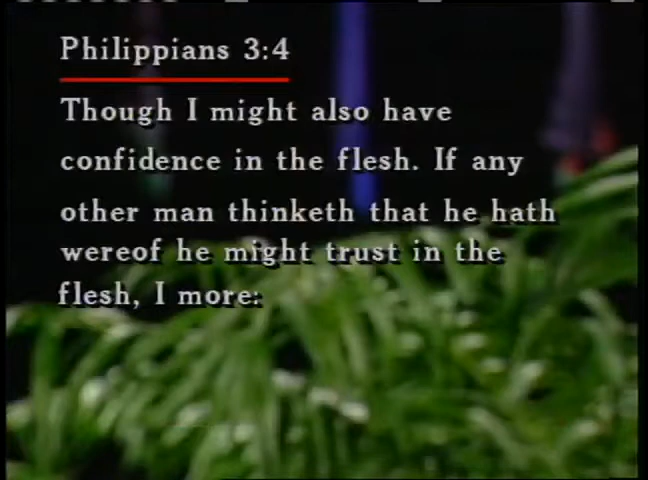 Philippians 3:4
Though I might also have
confidence in the flesh. If any
other man thinketh that he hath
wereof he might trust in the
flesh, I more: